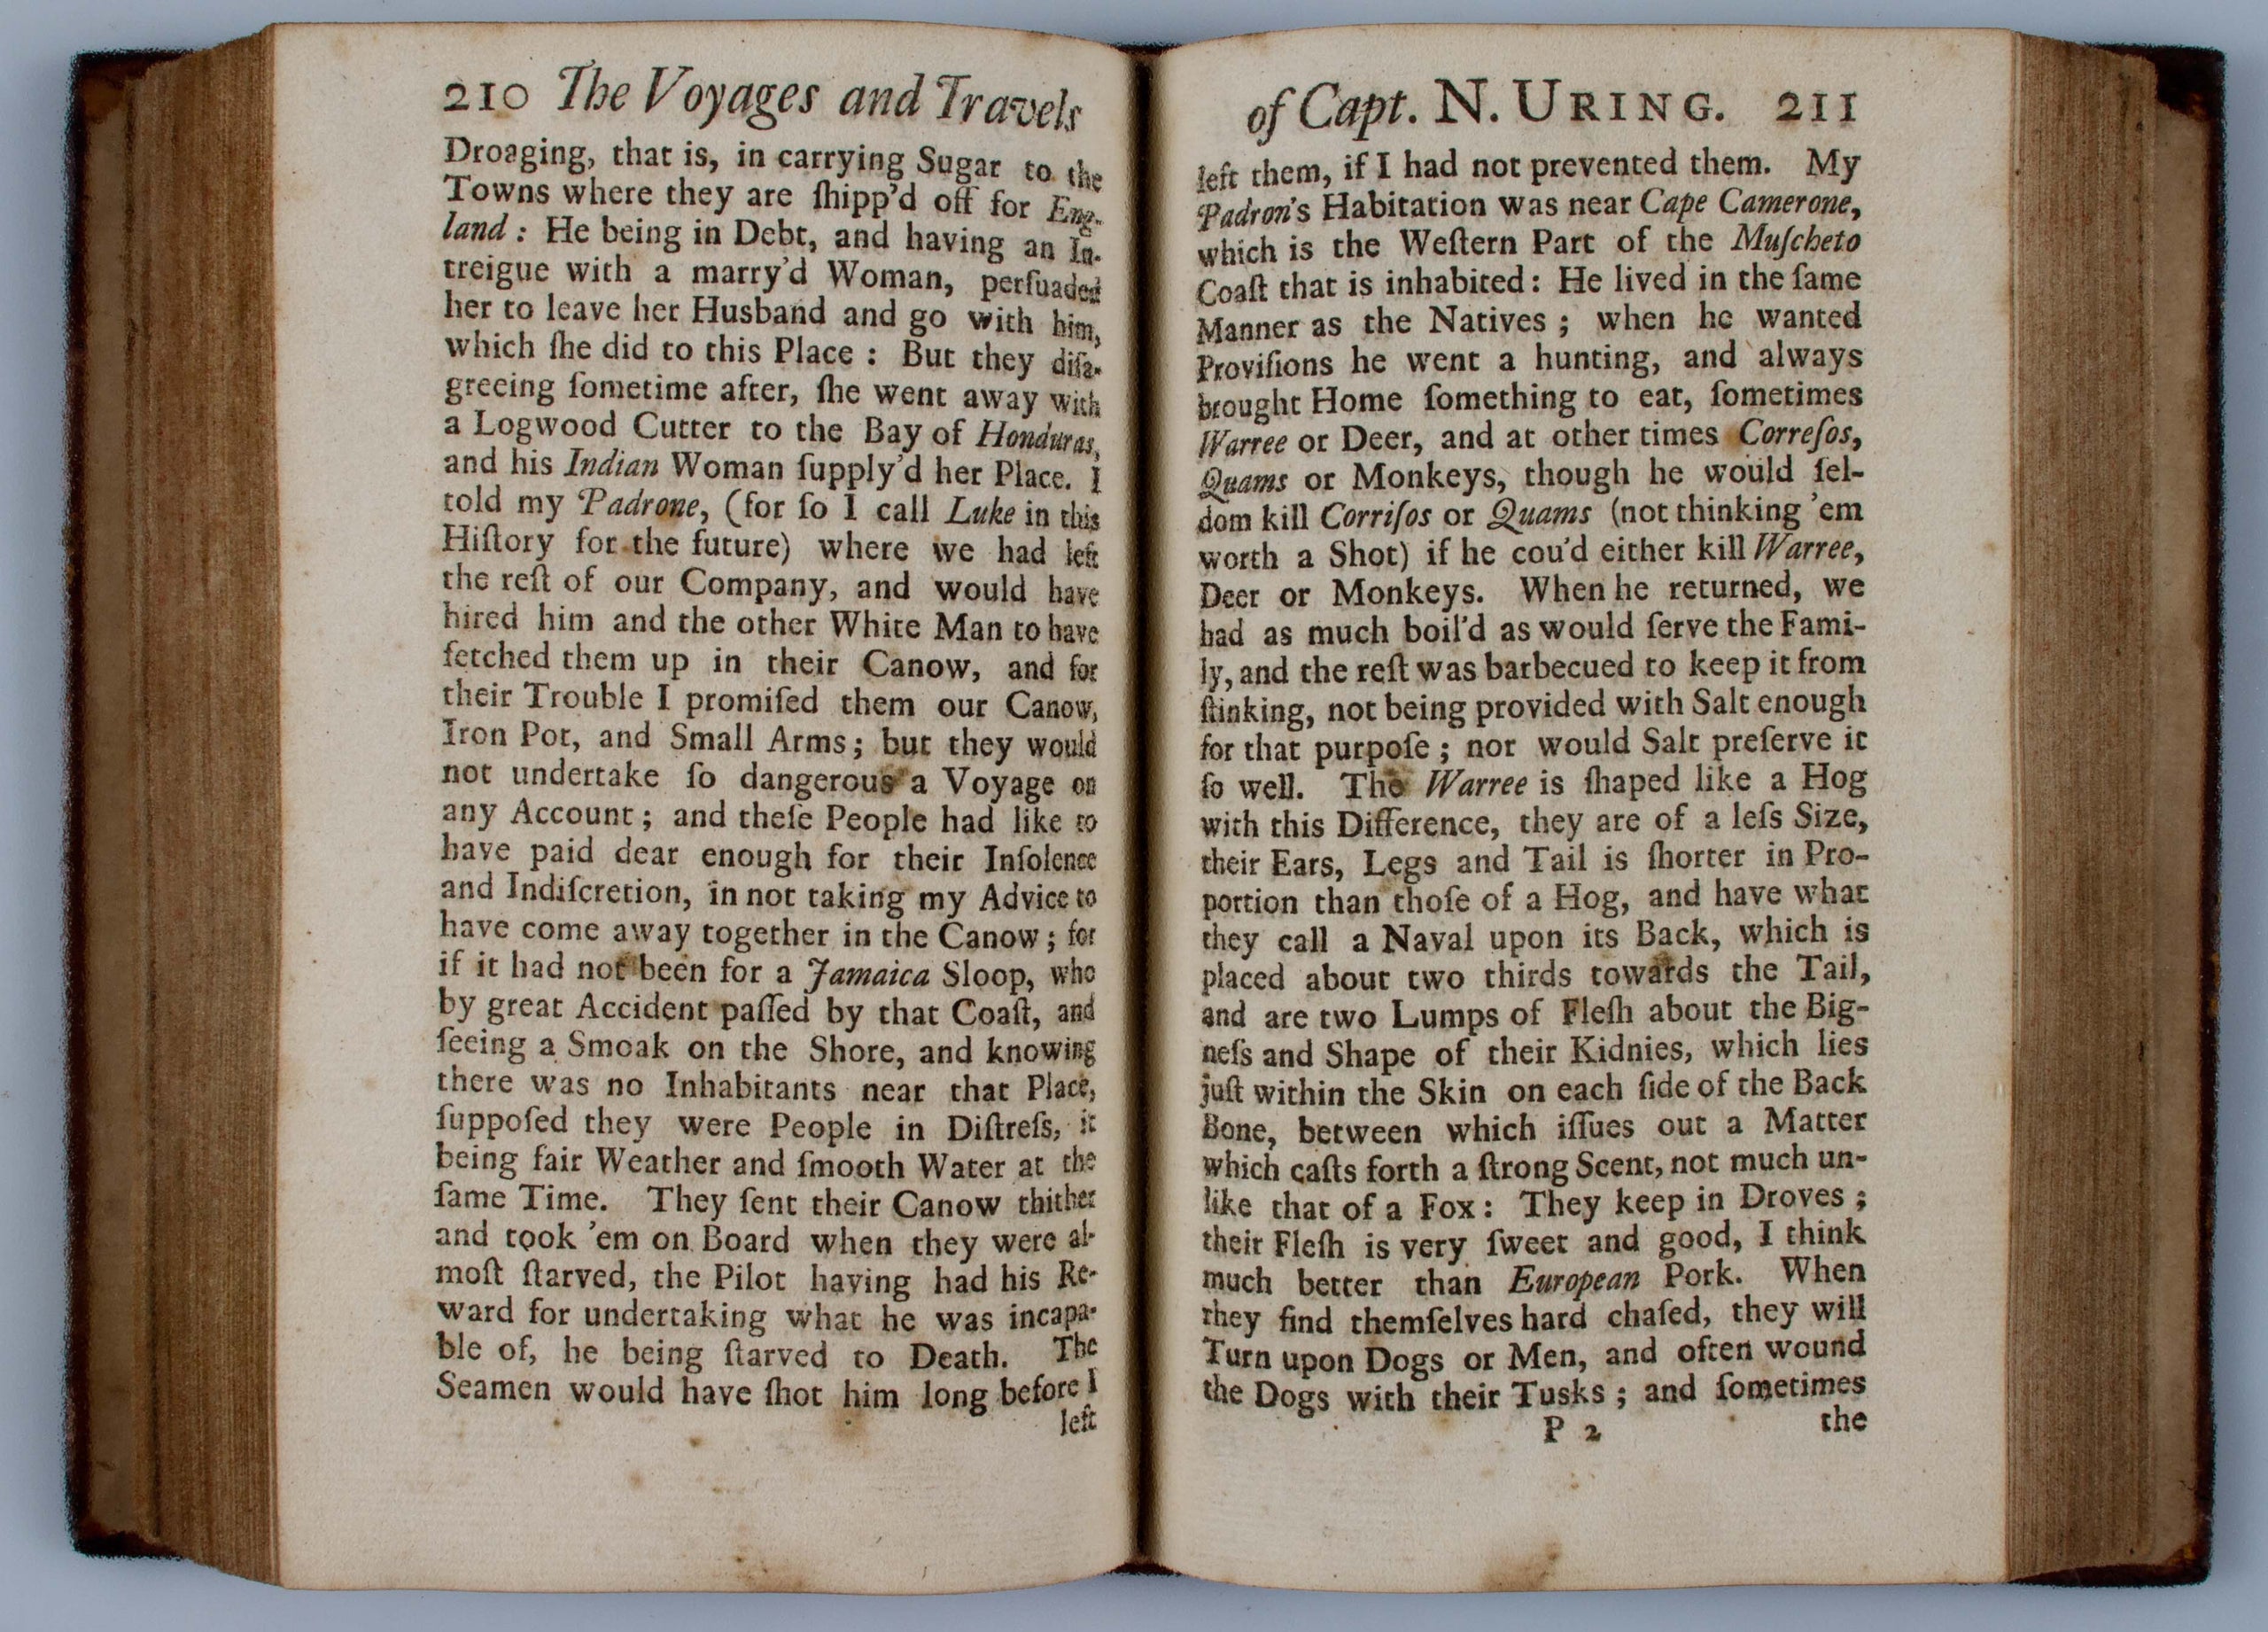 210 The Voyages and Travels
Droaging, that is, in carrying Sugar to the
Towns where they are ſhipp'd off for Eng-
land: He being in Debt, and having an In-
treigue with a marry'd Woman, perſuaded
her to leave her Husband and go with him,
which ſhe did to this Place: But they diſa-
greeing ſometime after, ſhe went away with
a Logwood Cutter to the Bay of Honduras,
and his Indian Woman ſupply'd her Place. I
told my Padrone, (for ſo I call Luke in this
Hiſtory for the future) where we had left
the reſt of our Company, and would have
hired him and the other White Man to have
fetched them up in their Canow, and for
their Trouble I promiſed them our Canow,
Iron Pot, and Small Arms; but they would
not undertake ſo dangerous a Voyage on
any Account; and theſe People had like to
have paid dear enough for their Inſolence
and Indiſcretion, in not taking my Advice to
have come away together in the Canow; for
if it had not been for a Jamaica Sloop, who
by great Accident paſſed by that Coaſt, and
ſeeing a Smoak on the Shore, and knowing
there was no Inhabitants near that Place,
ſuppoſed they were People in Diſtreſs, it
being fair Weather and ſmooth Water at the
ſame Time. They ſent their Canow thither
and took 'em on Board when they were al-
moſt ſtarved, the Pilot having had his Re-
ward for undertaking what he was incapa-
ble of, he being ſtarved to Death. The
Seamen would have ſhot him long before I
left
of Capt. N. URING. 211
left them, if I had not prevented them. My
Padron's Habitation was near Cape Camerone,
which is the Weſtern Part of the Muſcheto
Coaſt that is inhabited: He lived in the ſame
Manner as the Natives; when he wanted
Proviſions he went a hunting, and always
brought Home ſomething to eat, ſometimes
Warree or Deer, and at other times Correſos,
Quams or Monkeys, though he would ſel-
dom kill Corriſos or Quams (not thinking 'em
worth a Shot) if he cou'd either kill Warree,
Deer or Monkeys. When he returned, we
had as much boil'd as would ſerve the Fami-
ly, and the reſt was barbecued to keep it from
ſtinking, not being provided with Salt enough
for that purpoſe; nor would Salt preſerve it
ſo well. The Warree is ſhaped like a Hog
with this Difference, they are of a leſs Size,
their Ears, Legs and Tail is ſhorter in Pro-
portion than thoſe of a Hog, and have what
they call a Naval upon its Back, which is
placed about two thirds towards the Tail,
and are two Lumps of Fleſh about the Big-
neſs and Shape of their Kidnies, which lies
juſt within the Skin on each ſide of the Back
Bone, between which iſſues out a Matter
which caſts forth a ſtrong Scent, not much un-
like that of a Fox: They keep in Droves;
their Fleſh is very ſweet and good, I think
much better than European Pork. When
they find themſelves hard chaſed, they will
Turn upon Dogs or Men, and often wound
the Dogs with their Tusks; and ſometimes
P 2 the